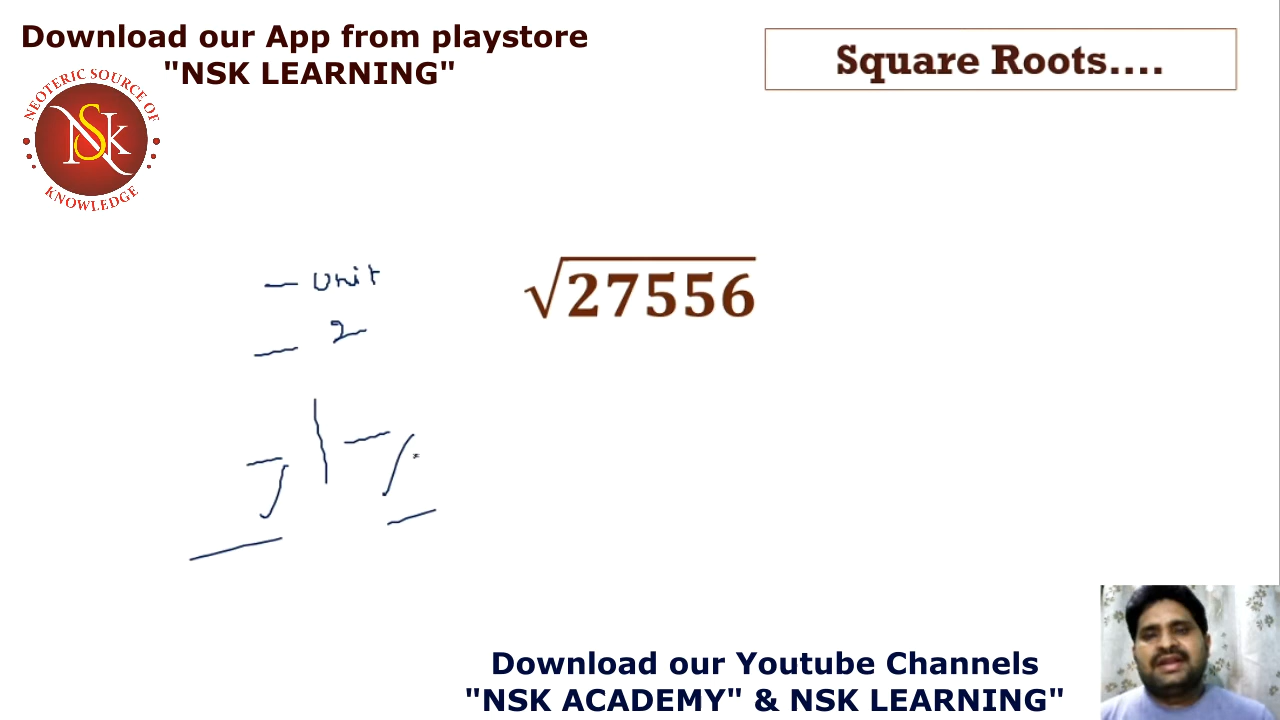 Download our App from playstore
"NSK LEARNING"
Square Roots....
NEOTERIC SOURCE OF
NSK
KNOWLEDGE
— Unit
— 2
√27556
Download our Youtube Channels
"NSK ACADEMY" & NSK LEARNING"